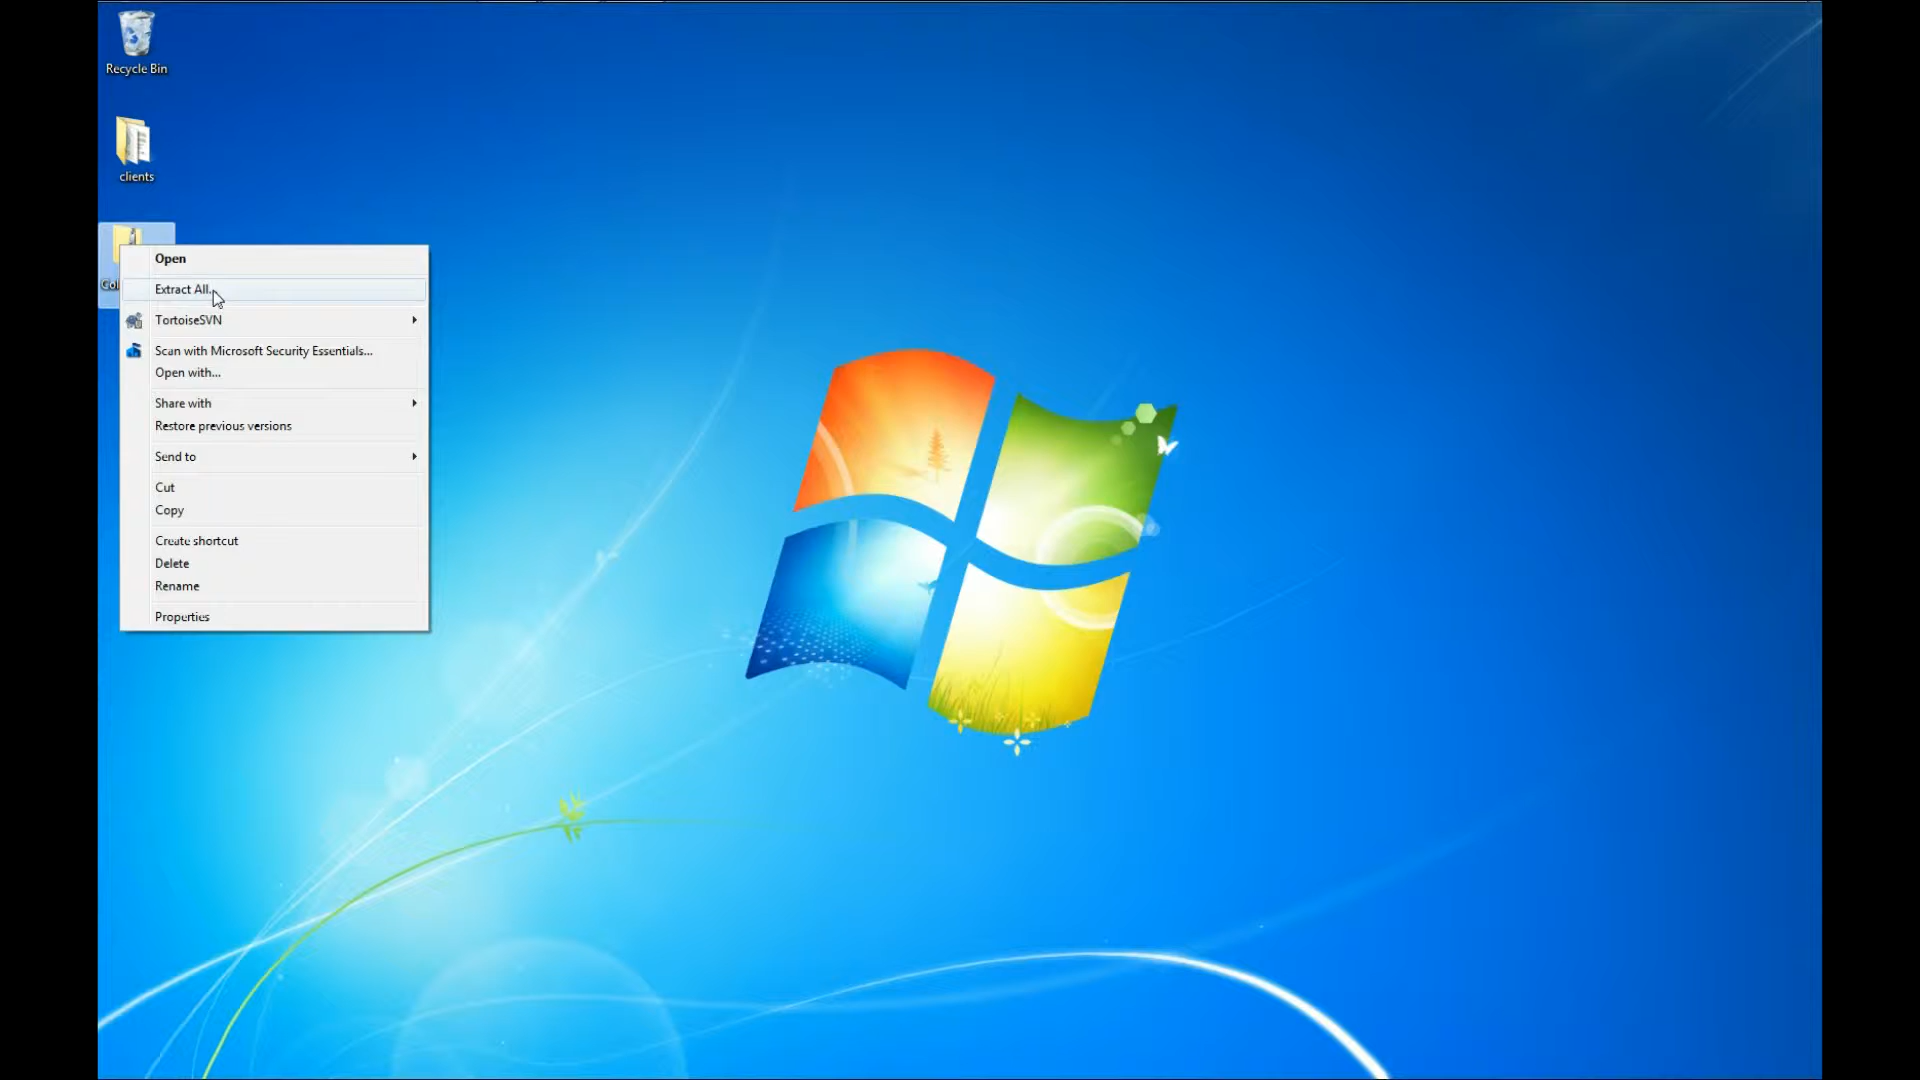 Recycle Bin
clients
Open
Extract All...
TortoiseSVN
Scan with Microsoft Security Essentials...
Open with...
Share with
Restore previous versions
Send to
Cut
Copy
Create shortcut
Delete
Rename
Properties